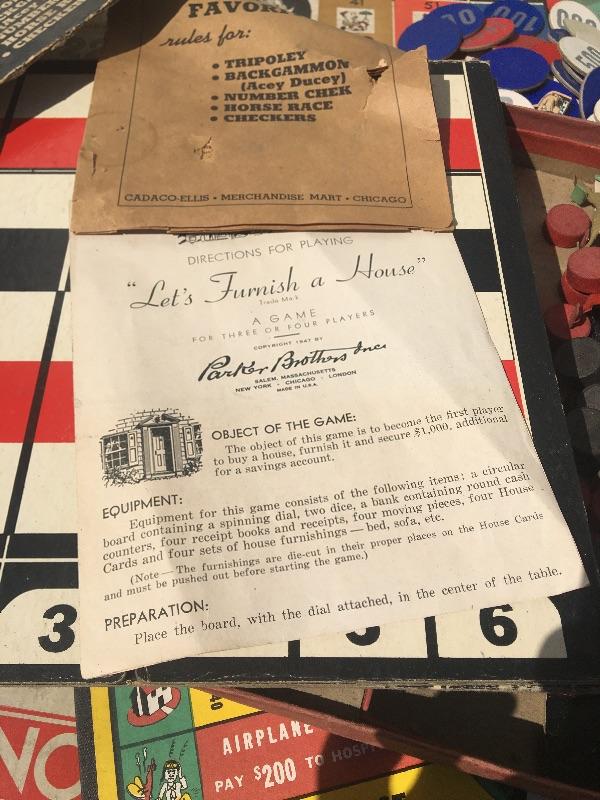 FAVORI
rules for:
• TRIPOLEY
• BACKGAMMON
(Acey Ducey)
• NUMBER CHEK
• HORSE RACE
• CHECKERS
CADACO-ELLIS • MERCHANDISE MART • CHICAGO
DIRECTIONS FOR PLAYING
"Let's Furnish a House"
Trade Mark
A GAME
FOR THREE OR FOUR PLAYERS
COPYRIGHT 1947 BY
Parker Brothers Inc
SALEM, MASSACHUSETTS
NEW YORK • CHICAGO • LONDON
MADE IN U.S.A.
OBJECT OF THE GAME:
The object of this game is to become the first player
to buy a house, furnish it and secure $1,000, additional
for a savings account.
EQUIPMENT:
Equipment for this game consists of the following items: a circular
board containing a spinning dial, two dice, a bank containing round cash
counters, four receipt books and receipts, four moving pieces, four House
Cards and four sets of house furnishings — bed, sofa, etc.
(Note — The furnishings are die-cut in their proper places on the House Cards
and must be pushed out before starting the game.)
PREPARATION:
Place the board, with the dial attached, in the center of the table.
3
6
AIRPLANE
PAY $200 TO HOSPI
100
500